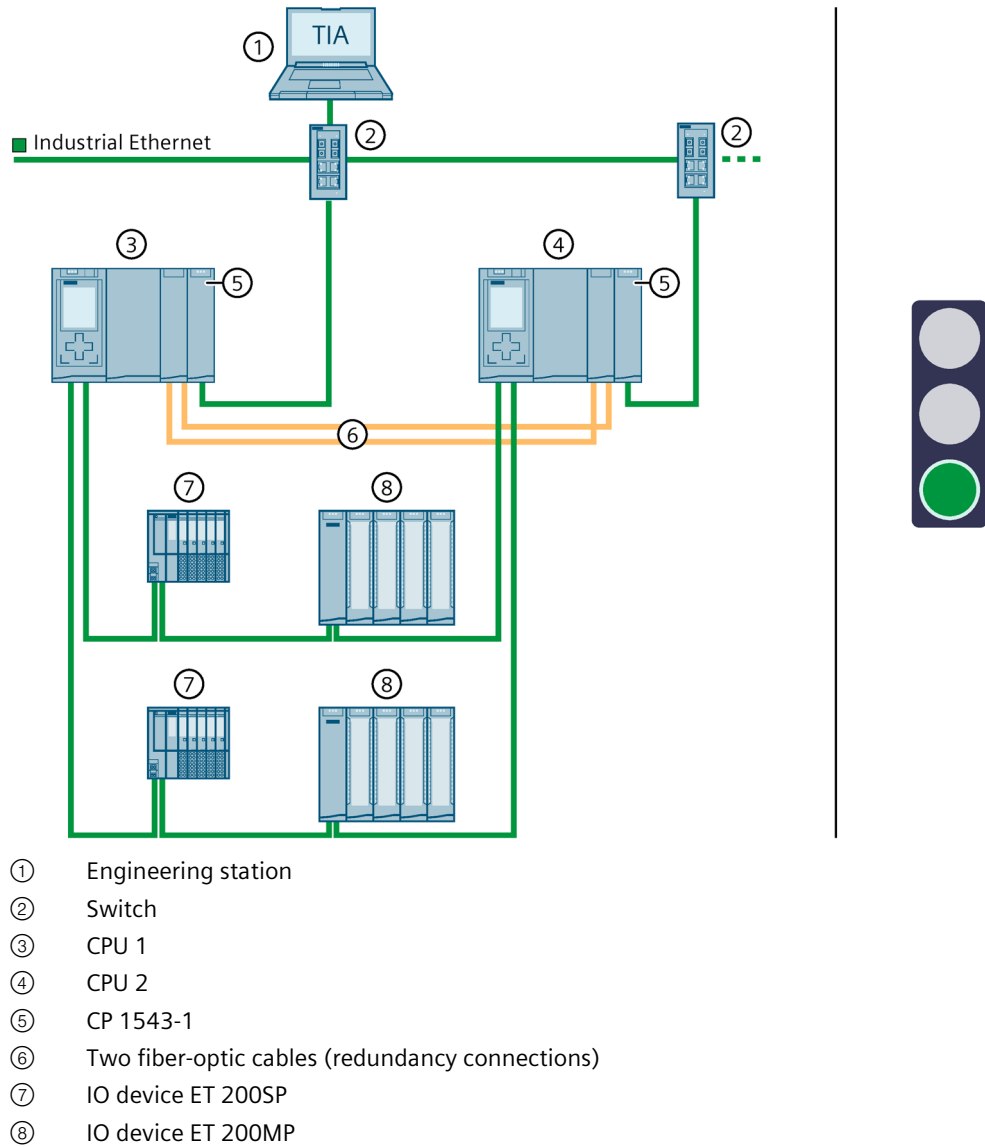 TIA
①
②
②
Industrial Ethernet
③
④
⑤
⑤
⑥
⑦
⑧
⑦
⑧
① Engineering station
② Switch
③ CPU 1
④ CPU 2
⑤ CP 1543-1
⑥ Two fiber-optic cables (redundancy connections)
⑦ IO device ET 200SP
⑧ IO device ET 200MP